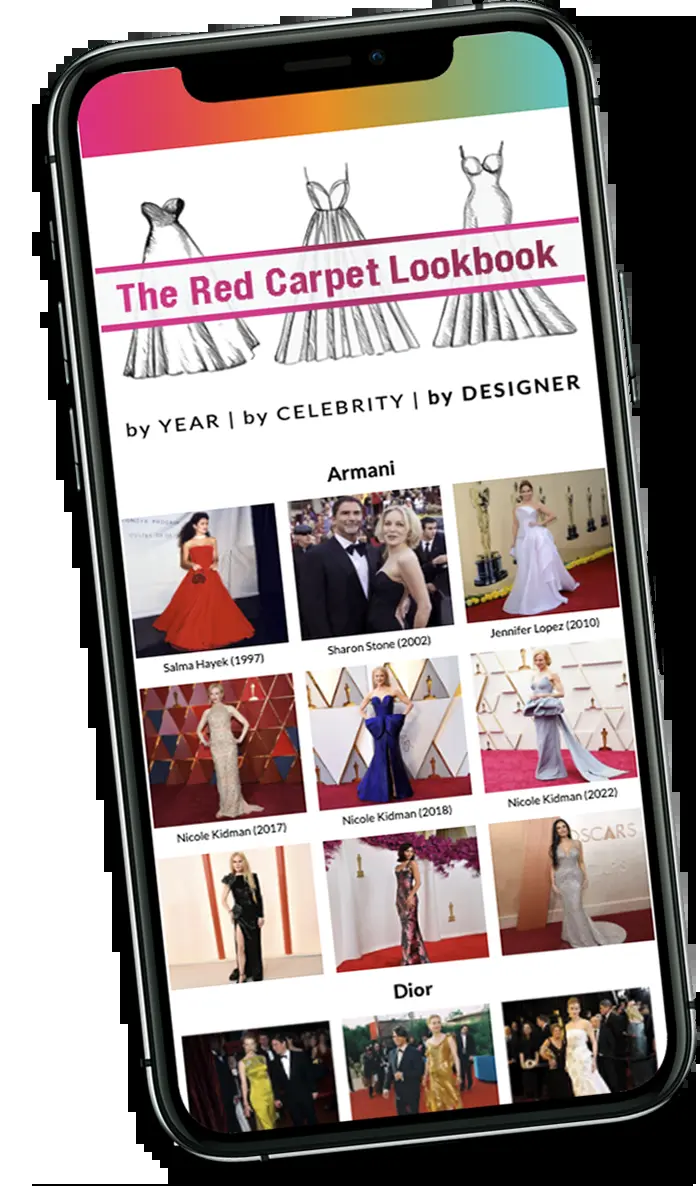 The Red Carpet Lookbook
by YEAR | by CELEBRITY | by DESIGNER
Armani
Salma Hayek (1997)
Sharon Stone (2002)
Jennifer Lopez (2010)
Nicole Kidman (2017)
Nicole Kidman (2018)
Nicole Kidman (2022)
OSCARS
Dior